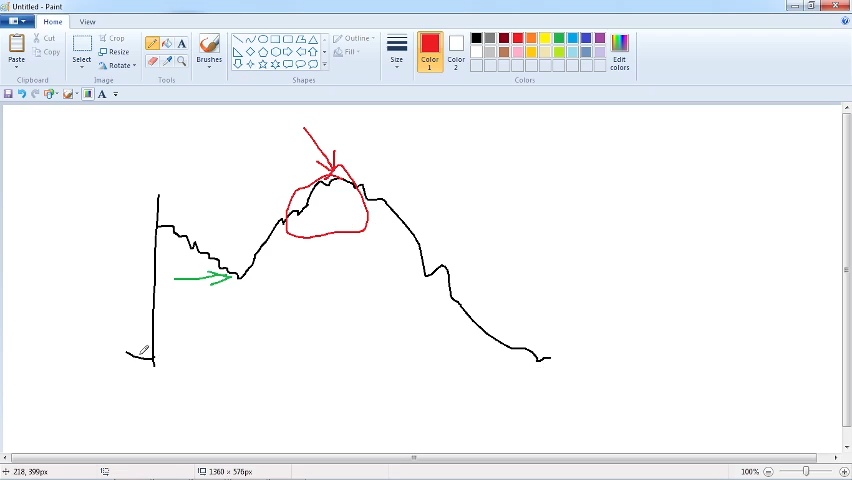 Untitled - Paint
Home View
Paste
Cut
Copy
Clipboard
Select
Crop
Resize
Rotate
Image
A
Tools
Brushes
Outline
Fill
Shapes
Size
Color 1
Color 2
Edit colors
Colors
A
218, 399px
1360 × 576px
100%